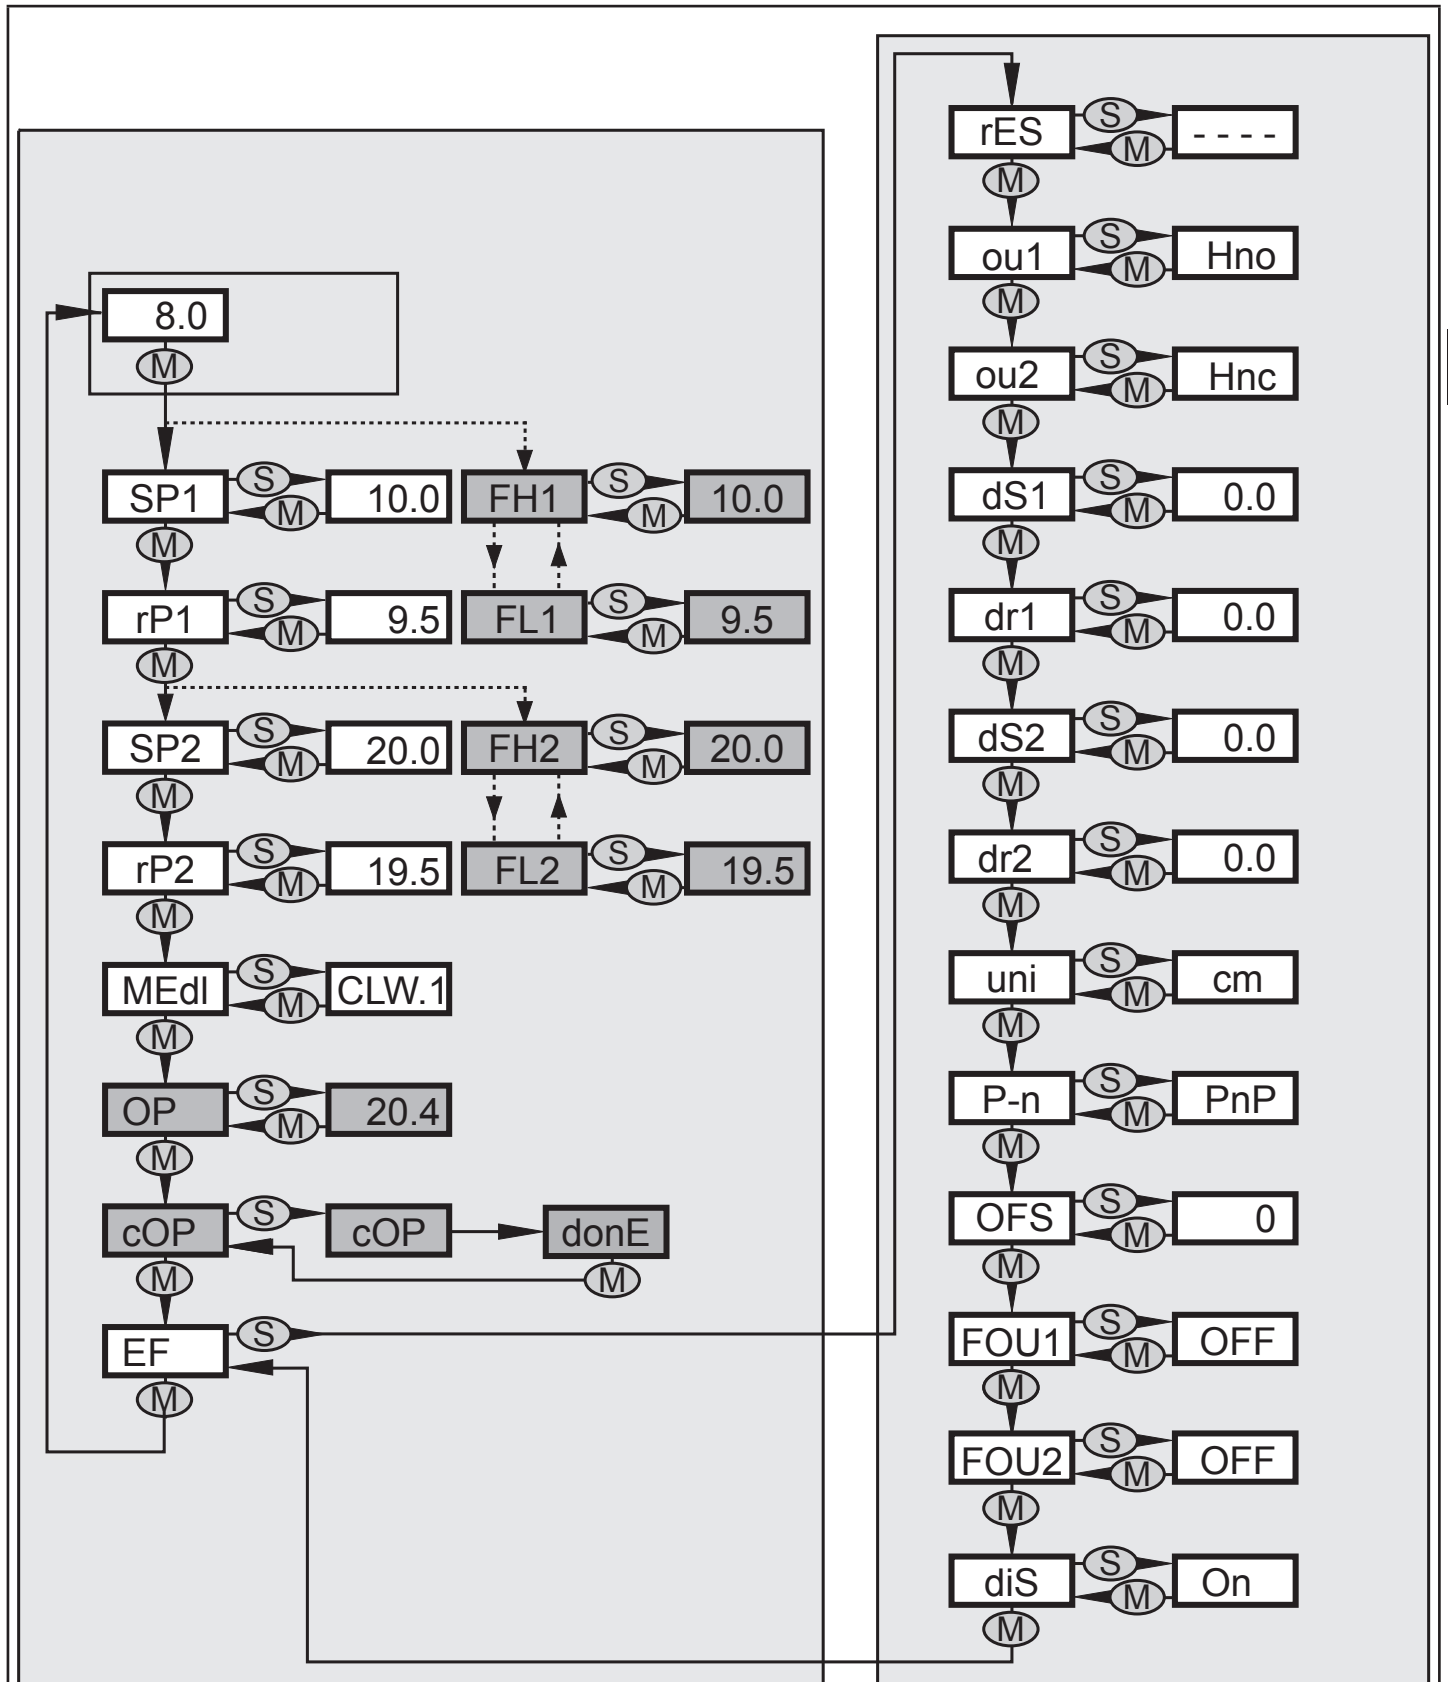 8.0
M
SP1 S M 10.0 FH1 S M 10.0
M
rP1 S M 9.5 FL1 S M 9.5
M
SP2 S M 20.0 FH2 S M 20.0
M
rP2 S M 19.5 FL2 S M 19.5
M
MEdI S M CLW.1
M
OP S M 20.4
M
cOP S cOP donE
M M
EF S
M
rES S M - - - -
M
ou1 S M Hno
M
ou2 S M Hnc
M
dS1 S M 0.0
M
dr1 S M 0.0
M
dS2 S M 0.0
M
dr2 S M 0.0
M
uni S M cm
M
P-n S M PnP
M
OFS S M 0
M
FOU1 S M OFF
M
FOU2 S M OFF
M
diS S M On
M